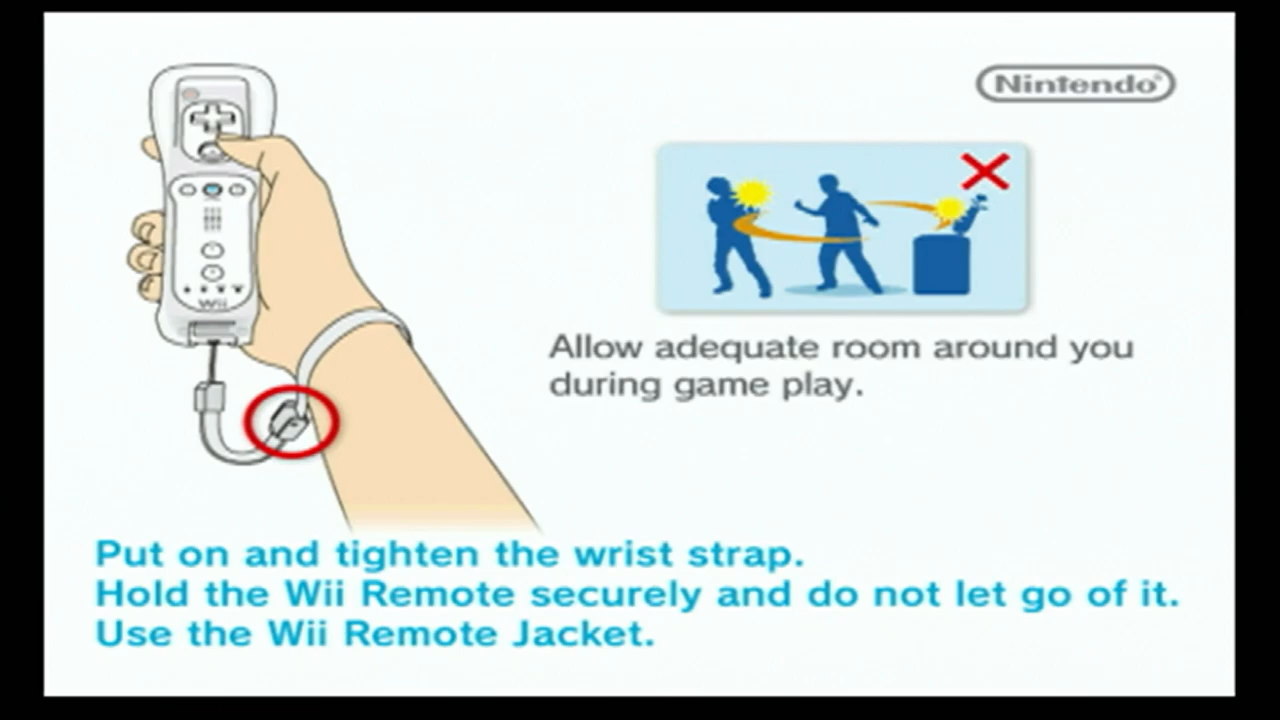 Nintendo®
Allow adequate room around you
during game play.
Wii
Put on and tighten the wrist strap.
Hold the Wii Remote securely and do not let go of it.
Use the Wii Remote Jacket.